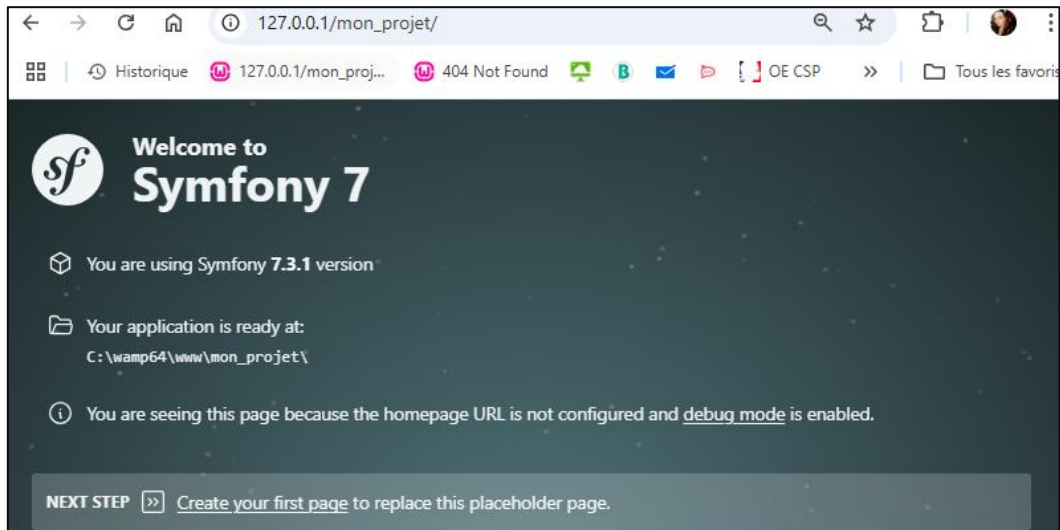 127.0.0.1/mon_projet/
Historique 127.0.0.1/mon_proj... 404 Not Found B OE CSP » Tous les favoris
sf
Welcome to
Symfony 7
You are using Symfony 7.3.1 version
Your application is ready at:
C:\wamp64\www\mon_projet\
You are seeing this page because the homepage URL is not configured and debug mode is enabled.
NEXT STEP Create your first page to replace this placeholder page.